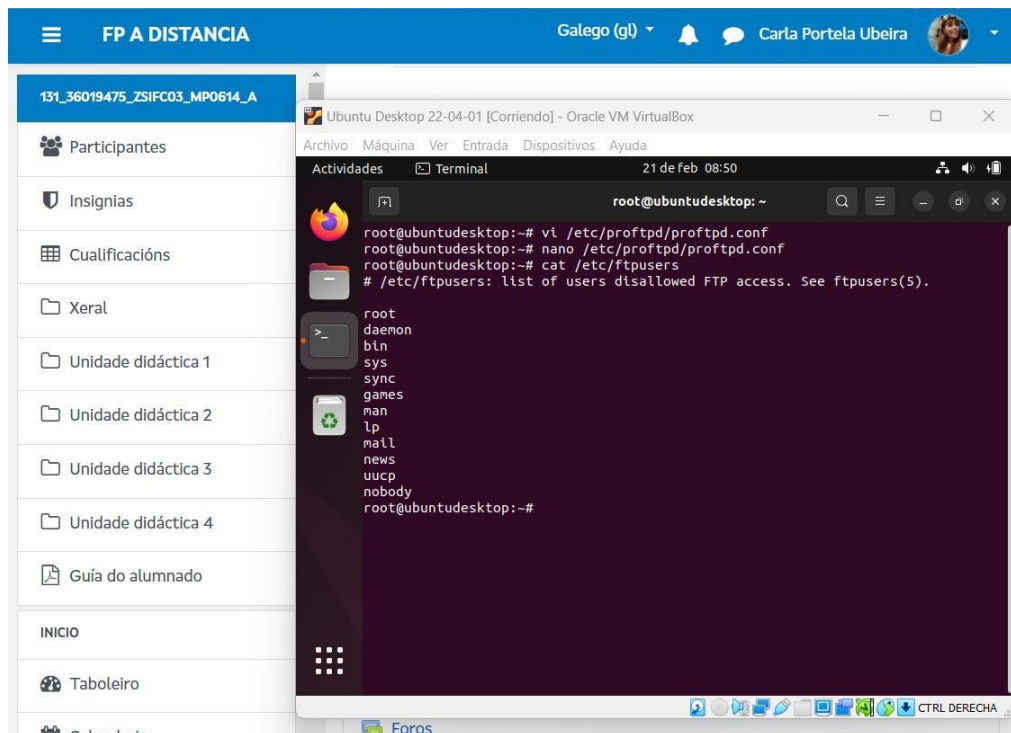 FP A DISTANCIA
Galego (gl)
Carla Portela Ubeira
131_36019475_ZSIFC03_MP0614_A
Participantes
Insignias
Cualificacións
Xeral
Unidade didáctica 1
Unidade didáctica 2
Unidade didáctica 3
Unidade didáctica 4
Guía do alumnado
INICIO
Taboleiro
Ubuntu Desktop 22-04-01 [Corriendo] - Oracle VM VirtualBox
Archivo Máquina Ver Entrada Dispositivos Ayuda
Actividades Terminal 21 de feb 08:50
root@ubuntudesktop: ~
root@ubuntudesktop:~# vi /etc/proftpd/proftpd.conf
root@ubuntudesktop:~# nano /etc/proftpd/proftpd.conf
root@ubuntudesktop:~# cat /etc/ftpusers
# /etc/ftpusers: list of users disallowed FTP access. See ftpusers(5).
root
daemon
bin
sys
sync
games
man
lp
mail
news
uucp
nobody
root@ubuntudesktop:~#
CTRL DERECHA
Foros